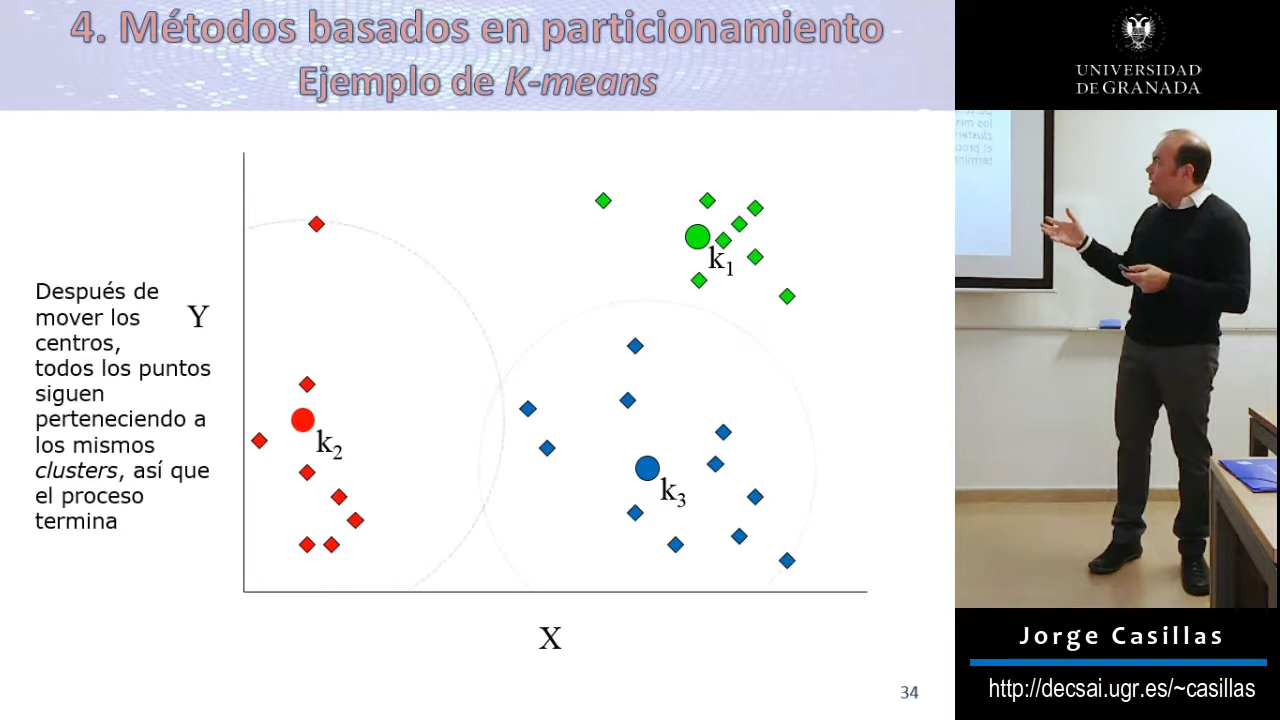 4. Métodos basados en particionamiento
Ejemplo de K-means
UNIVERSIDAD
DE GRANADA
Después de
mover los
centros,
todos los puntos
siguen
perteneciendo a
los mismos
clusters, así que
el proceso
termina
Y
k1
k2
k3
X
34
Jorge Casillas
http://decsai.ugr.es/~casillas